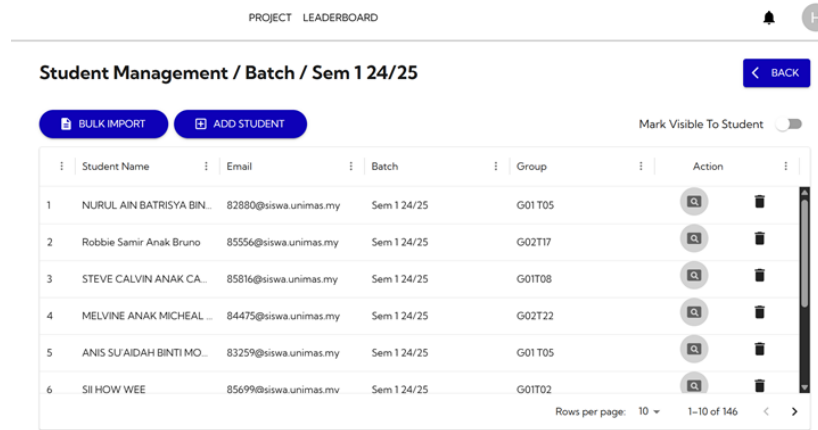 PROJECT LEADERBOARD
H
Student Management / Batch / Sem 1 24/25
BACK
BULK IMPORT ADD STUDENT Mark Visible To Student
Student Name Email Batch Group Action
1 NURUL AIN BATRISYA BIN... 82880@siswa.unimas.my Sem 1 24/25 G01 T05
2 Robbie Samir Anak Bruno 85556@siswa.unimas.my Sem 1 24/25 G02T17
3 STEVE CALVIN ANAK CA... 85816@siswa.unimas.my Sem 1 24/25 G01T08
4 MELVINE ANAK MICHEAL ... 84475@siswa.unimas.my Sem 1 24/25 G02T22
5 ANIS SU'AIDAH BINTI MO... 83259@siswa.unimas.my Sem 1 24/25 G01 T05
6 SII HOW WEE 85699@siswa.unimas.my Sem 1 24/25 G01T02
Rows per page: 10 1–10 of 146